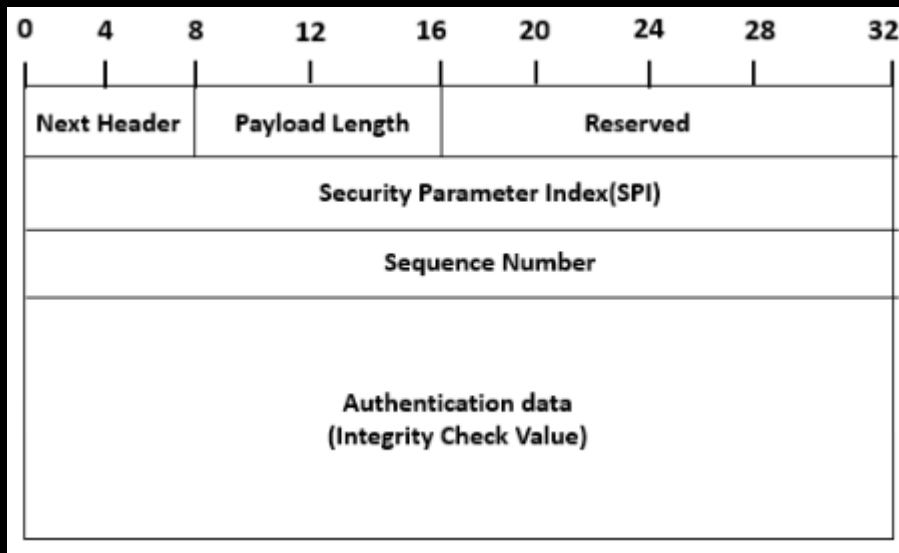 0 4 8 12 16 20 24 28 32
Next Header Payload Length Reserved
Security Parameter Index(SPI)
Sequence Number
Authentication data
(Integrity Check Value)